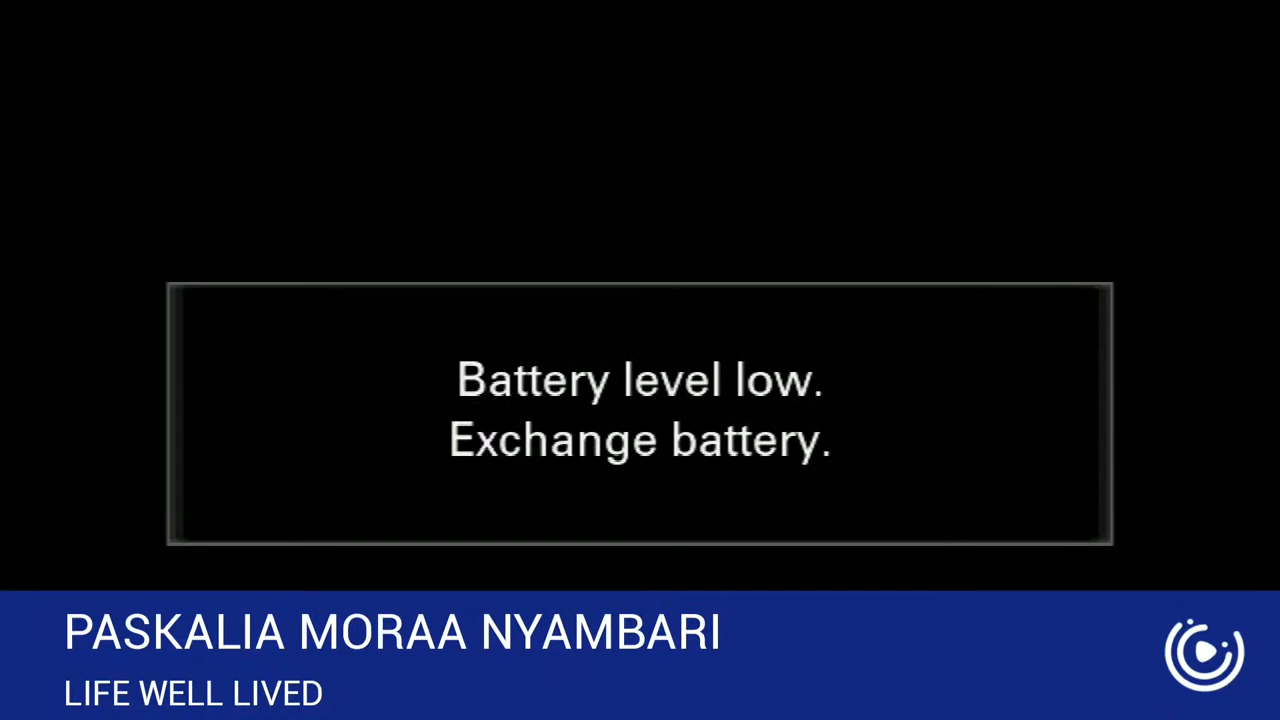 Battery level low.
Exchange battery.
PASKALIA MORAA NYAMBARI
LIFE WELL LIVED